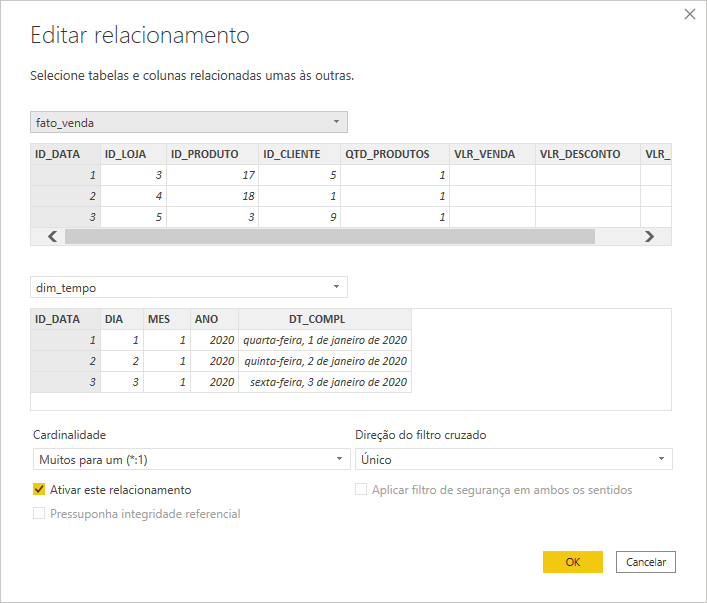 Editar relacionamento
Selecione tabelas e colunas relacionadas umas às outras.
fato_venda
ID_DATA ID_LOJA ID_PRODUTO ID_CLIENTE QTD_PRODUTOS VLR_VENDA VLR_DESCONTO VLR_
1 3 17 5 1
2 4 18 1 1
3 5 3 9 1
dim_tempo
ID_DATA DIA MES ANO DT_COMPL
1 1 1 2020 quarta-feira, 1 de janeiro de 2020
2 2 1 2020 quinta-feira, 2 de janeiro de 2020
3 3 1 2020 sexta-feira, 3 de janeiro de 2020
Cardinalidade Direção do filtro cruzado
Muitos para um (*:1) Único
Ativar este relacionamento Aplicar filtro de segurança em ambos os sentidos
Pressuponha integridade referencial
OK Cancelar